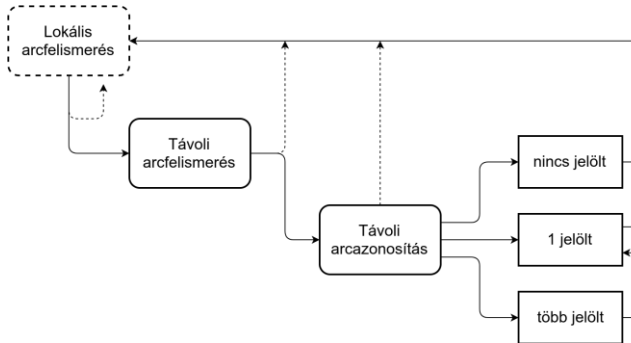 Lokális
arcfelismerés
Távoli
arcfelismerés
Távoli
arcazonosítás
nincs jelölt
1 jelölt
több jelölt